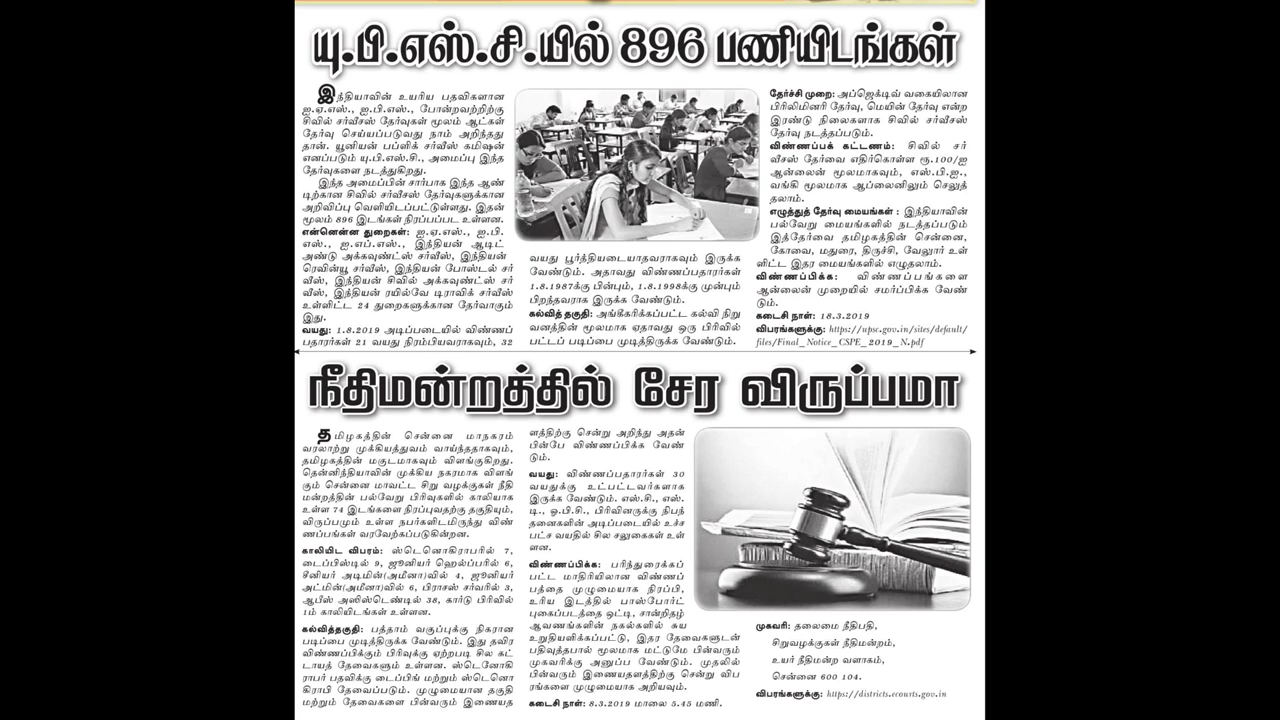 யு.பி.எஸ்.சி.யில் 896 பணியிடங்கள்
இந்தியாவின் உயரிய பதவிகளான
ஐ.ஏ.எஸ்., ஐ.பி.எஸ்., போன்றவற்றிற்கு
சிவில் சர்வீசஸ் தேர்வுகள் மூலம் ஆட்கள்
தேர்வு செய்யப்படுவது நாம் அறிந்தது
தான். யூனியன் பப்ளிக் சர்வீஸ் கமிஷன்
எனப்படும் யு.பி.எஸ்.சி., அமைப்பு இந்த
தேர்வுகளை நடத்துகிறது.
இந்த அமைப்பின் சார்பாக இந்த ஆண்
டிற்கான சிவில் சர்வீசஸ் தேர்வுகளுக்கான
அறிவிப்பு வெளியிடப்பட்டுள்ளது. இதன்
மூலம் 896 இடங்கள் நிரப்பப்பட உள்ளன.
என்னென்ன துறைகள்: ஐ.ஏ.எஸ்., ஐ.பி.
எஸ்., ஐ.எப்.எஸ்., இந்தியன் ஆடிட்
அண்டு அக்கவுண்ட்ஸ் சர்வீஸ், இந்தியன்
ரெவின்யூ சர்வீஸ், இந்தியன் போஸ்டல் சர்
வீஸ், இந்தியன் சிவில் அக்கவுண்ட்ஸ் சர்
வீஸ், இந்தியன் ரயில்வே டிராவிக் சர்வீஸ்
உள்ளிட்ட 24 துறைகளுக்கான தேர்வாகும்
இது.
வயது: 1.8.2019 அடிப்படையில் விண்ணப்
பதாரர்கள் 21 வயது நிரம்பியவராகவும், 32
வயது பூர்த்தியடையாதவராகவும் இருக்க
வேண்டும். அதாவது விண்ணப்பதாரர்கள்
1.8.1987க்கு பின்பும், 1.8.1998க்கு முன்பும்
பிறந்தவராக இருக்க வேண்டும்.
கல்வித் தகுதி: அங்கீகரிக்கப்பட்ட கல்வி நிறு
வனத்தின் மூலமாக ஏதாவது ஒரு பிரிவில்
பட்டப் படிப்பை முடித்திருக்க வேண்டும்.
தேர்ச்சி முறை: அப்ஜெக்டிவ் வகையிலான
பிரிலிமினரி தேர்வு, மெயின் தேர்வு என்ற
இரண்டு நிலைகளாக சிவில் சர்வீசஸ்
தேர்வு நடத்தப்படும்.
விண்ணப்பக் கட்டணம்: சிவில் சர்
வீசஸ் தேர்வை எதிர்கொள்ள ரூ.100/ஐ
ஆன்லைன் மூலமாகவும், எஸ்.பி.ஐ.,
வங்கி மூலமாக ஆப்லைனிலும் செலுத்
தலாம்.
எழுத்துத் தேர்வு மையங்கள் : இந்தியாவின்
பல்வேறு மையங்களில் நடத்தப்படும்
இத்தேர்வை தமிழகத்தின் சென்னை,
கோவை, மதுரை, திருச்சி, வேலூர் உள்
ளிட்ட இதர மையங்களில் எழுதலாம்.
விண்ணப்பிக்க: விண்ணப்பங்களை
ஆன்லைன் முறையில் சமர்ப்பிக்க வேண்
டும்.
கடைசி நாள்: 18.3.2019
விபரங்களுக்கு: https://upsc.gov.in/sites/default/
files/Final_Notice_CSPE_2019_N.pdf
நீதிமன்றத்தில் சேர விருப்பமா
தமிழகத்தின் சென்னை மாநகரம்
வரலாற்று முக்கியத்துவம் வாய்ந்ததாகவும்,
தமிழகத்தின் மகுடமாகவும் விளங்குகிறது.
தென்னிந்தியாவின் முக்கிய நகரமாக விளங்
கும் சென்னை மாவட்ட சிறு வழக்குகள் நீதி
மன்றத்தின் பல்வேறு பிரிவுகளில் காலியாக
உள்ள 74 இடங்களை நிரப்புவதற்கு தகுதியும்,
விருப்பமும் உள்ள நபர்களிடமிருந்து விண்
ணப்பங்கள் வரவேற்கப்படுகின்றன.
காலியிட விபரம்: ஸ்டெனொகிராபரில் 7,
டைப்பிஸ்டில் 9, ஜூனியர் ஹெல்ப்பரில் 6,
சீனியர் அடிமின்(அமீனா)வில் 4, ஜூனியர்
அட்மின்(அமீனா)வில் 6, பிராசஸ் சர்வரில் 3,
ஆபீஸ் அஸிஸ்டெண்டில் 38, கார்டு பிரிவில்
1ம் காலியிடங்கள் உள்ளன.
கல்வித்தகுதி: பத்தாம் வகுப்புக்கு நிகரான
படிப்பை முடித்திருக்க வேண்டும். இது தவிர
விண்ணப்பிக்கும் பிரிவுக்கு ஏற்றபடி சில கட்
டாயத் தேவைகளும் உள்ளன. ஸ்டெனோகி
ராபர் பதவிக்கு டைப்பிங் மற்றும் ஸ்டெனொ
கிராபி தேவைப்படும். முழுமையான தகுதி
மற்றும் தேவைகளை பின்வரும் இணையத
ளத்திற்கு சென்று அறிந்து அதன்
பின்பே விண்ணப்பிக்க வேண்
டும்.
வயது: விண்ணப்பதாரர்கள் 30
வயதுக்கு உட்பட்டவர்களாக
இருக்க வேண்டும். எஸ்.சி., எஸ்.
டி., ஓ.பி.சி., பிரிவினருக்கு நிபந்
தனைகளின் அடிப்படையில் உச்ச
பட்ச வயதில் சில சலுகைகள் உள்
ளன.
விண்ணப்பிக்க: பரிந்துரைக்கப்
பட்ட மாதிரியிலான விண்ணப்
பத்தை முழுமையாக நிரப்பி,
உரிய இடத்தில் பாஸ்போர்ட்
புகைப்படத்தை ஒட்டி, சான்றிதழ்
ஆவணங்களின் நகல்களில் சுய
உறுதியளிக்கப்பட்டு, இதர தேவைகளுடன்
பதிவுத்தபால் மூலமாக மட்டுமே பின்வரும்
முகவரிக்கு அனுப்ப வேண்டும். முதலில்
பின்வரும் இணையதளத்திற்கு சென்று விப
ரங்களை முழுமையாக அறியவும்.
கடைசி நாள்: 8.3.2019 மாலை 5.45 மணி.
முகவரி: தலைமை நீதிபதி,
சிறுவழக்குகள் நீதிமன்றம்,
உயர் நீதிமன்ற வளாகம்,
சென்னை 600 104.
விபரங்களுக்கு: https://districts.ecourts.gov.in